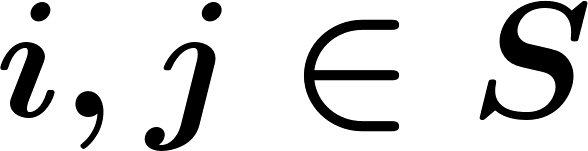 i, j ∈ S